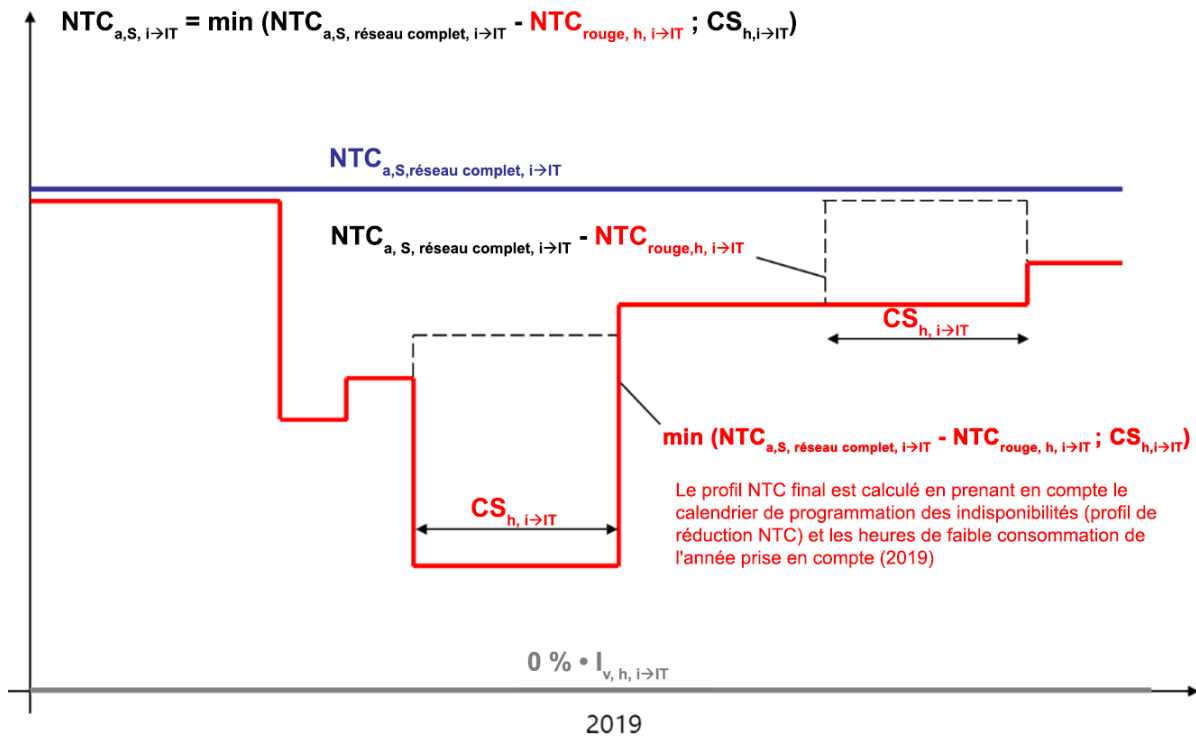 NTCa,S, i→IT = min (NTCa,S, réseau complet, i→IT - NTCrouge, h, i→IT ; CSh,i→IT)
NTCa,S,réseau complet, i→IT
NTCa, S, réseau complet, i→IT - NTCrouge,h, i→IT
CSh, i→IT
min (NTCa,S, réseau complet, i→IT - NTCrouge, h, i→IT ; CSh,i→IT)
Le profil NTC final est calculé en prenant en compte le
calendrier de programmation des indisponibilités (profil de
réduction NTC) et les heures de faible consommation de
l'année prise en compte (2019)
CSh, i→IT
0 % • Iv, h, i→IT
2019